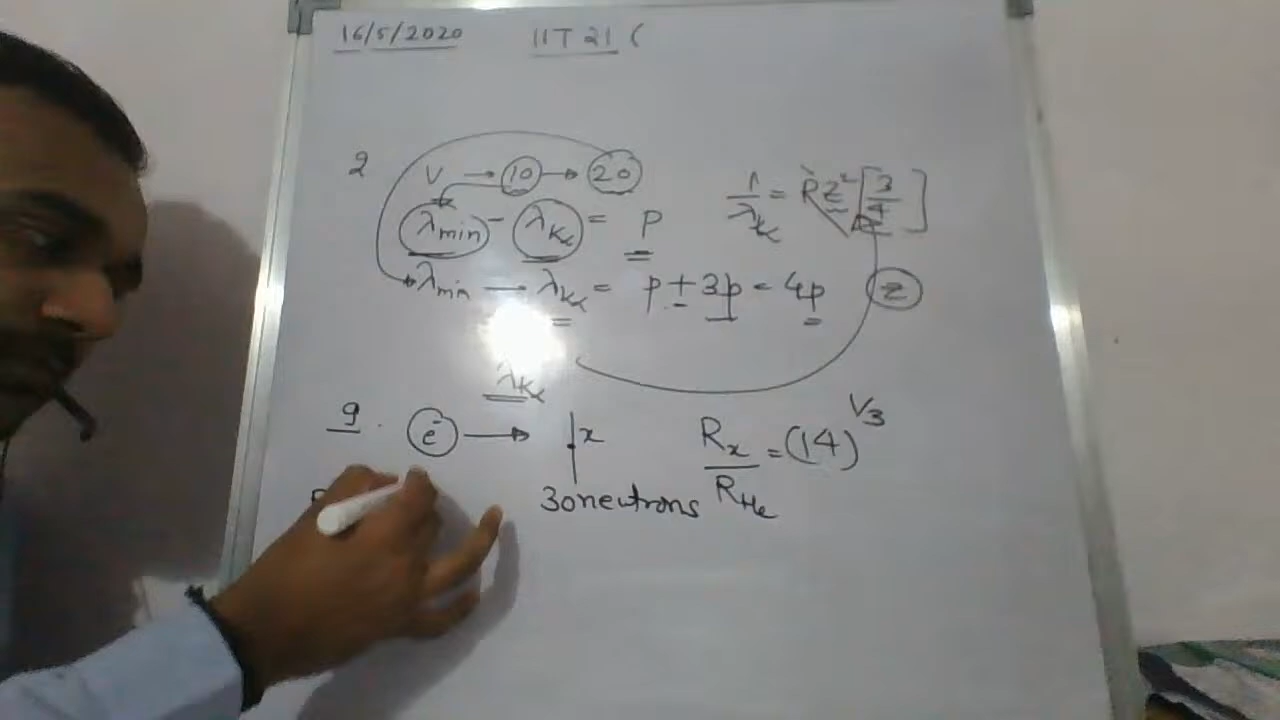 16/5/2020 IIT 21 (
2 V → 10 → 20
λmin - λKα = P
1/λKα = RZ² [3/4]
λmin - λKα = p + 3p = 4p Z
λKα
9. e⁻ → x
30 neutrons
Rx/RHe = (14)^1/3